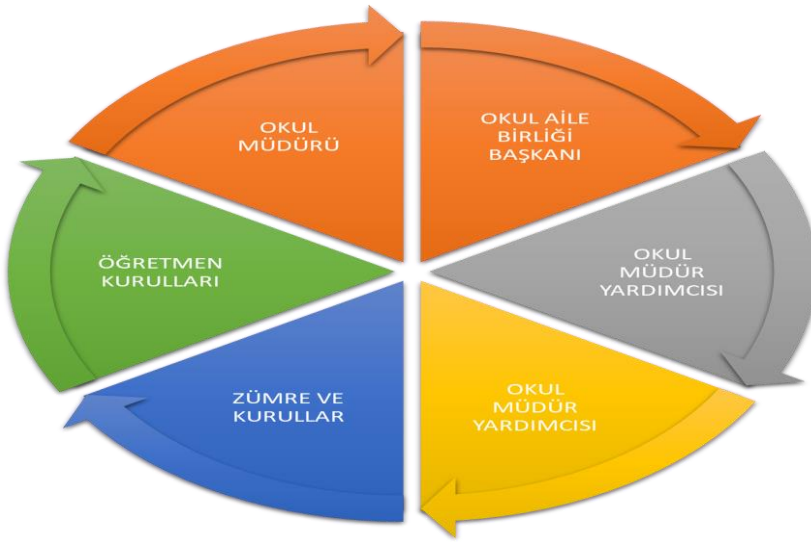 OKUL
MÜDÜRÜ
OKUL AİLE
BİRLİĞİ
BAŞKANI
OKUL
MÜDÜR
YARDIMCISI
OKUL
MÜDÜR
YARDIMCISI
ZÜMRE VE
KURULLAR
ÖĞRETMEN
KURULLARI